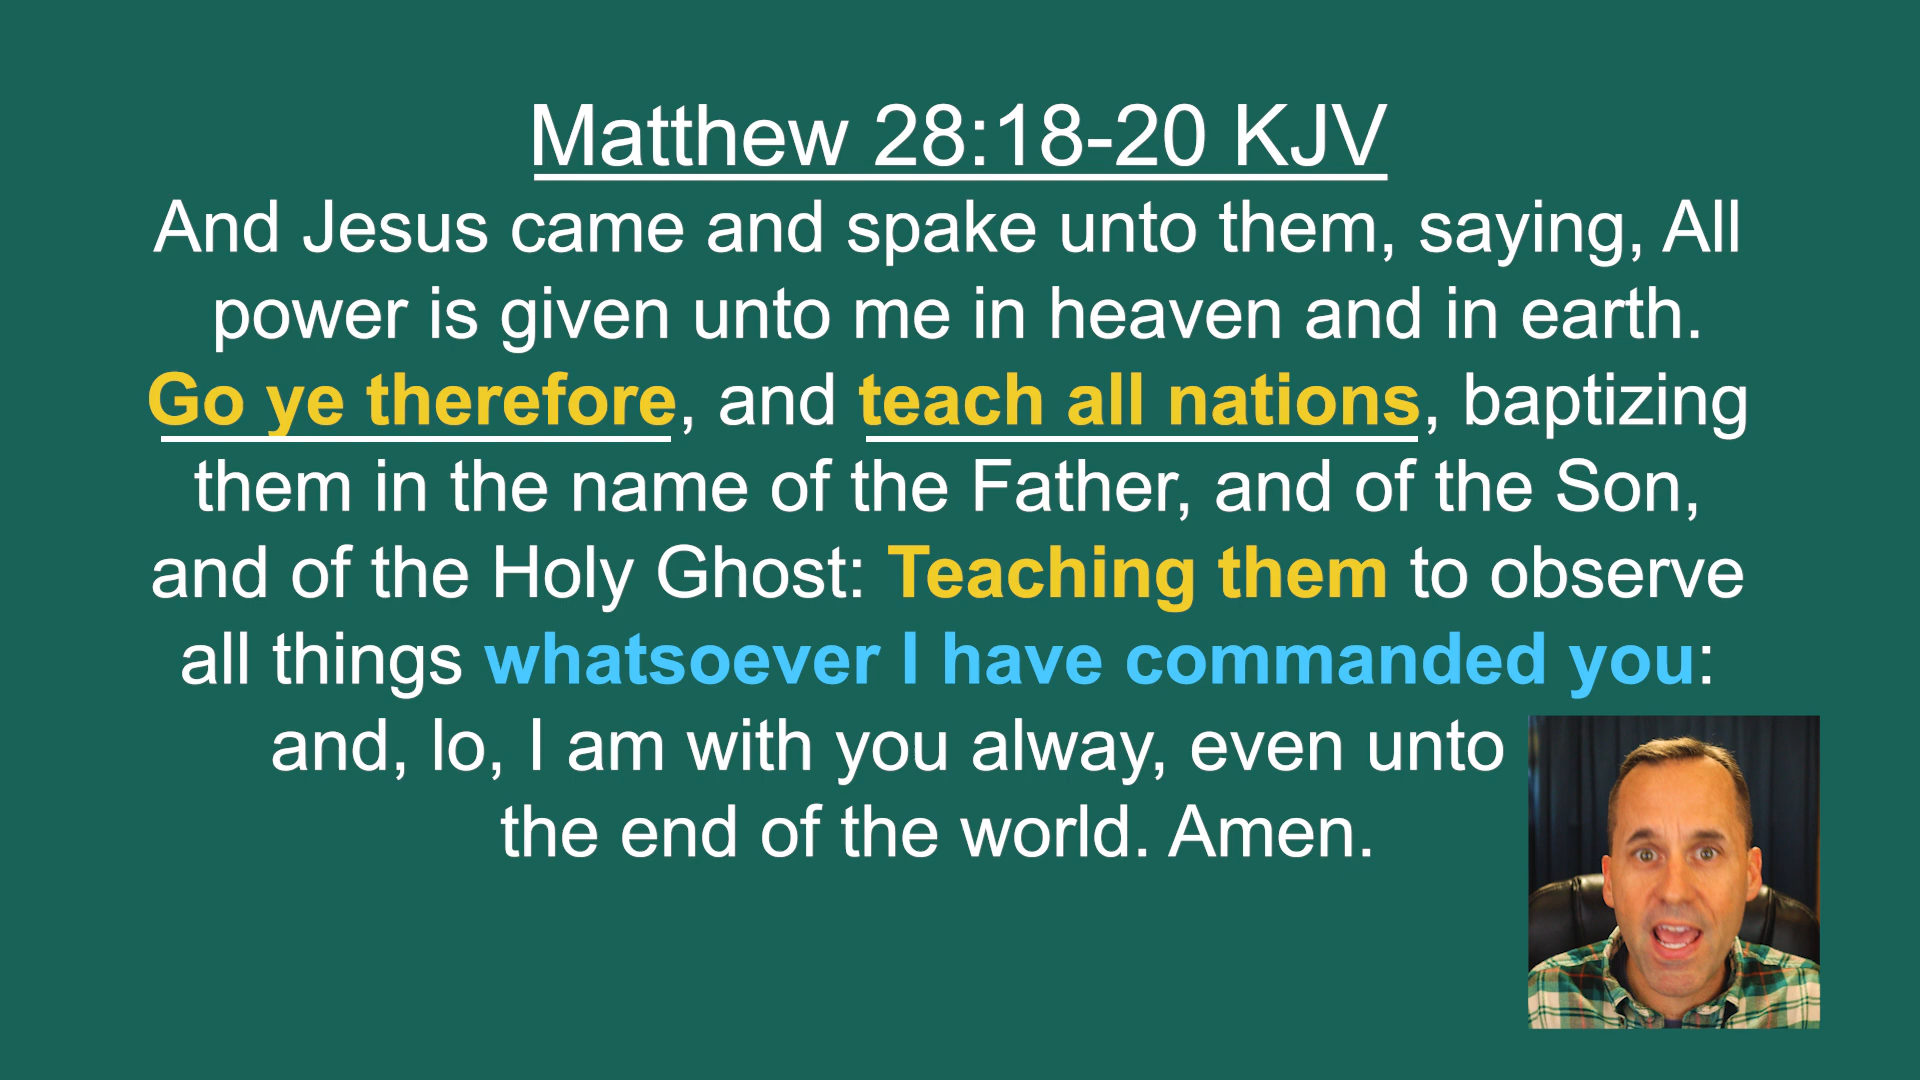 Matthew 28:18-20 KJV
And Jesus came and spake unto them, saying, All
power is given unto me in heaven and in earth.
Go ye therefore, and teach all nations, baptizing
them in the name of the Father, and of the Son,
and of the Holy Ghost: Teaching them to observe
all things whatsoever I have commanded you:
and, lo, I am with you alway, even unto
the end of the world. Amen.